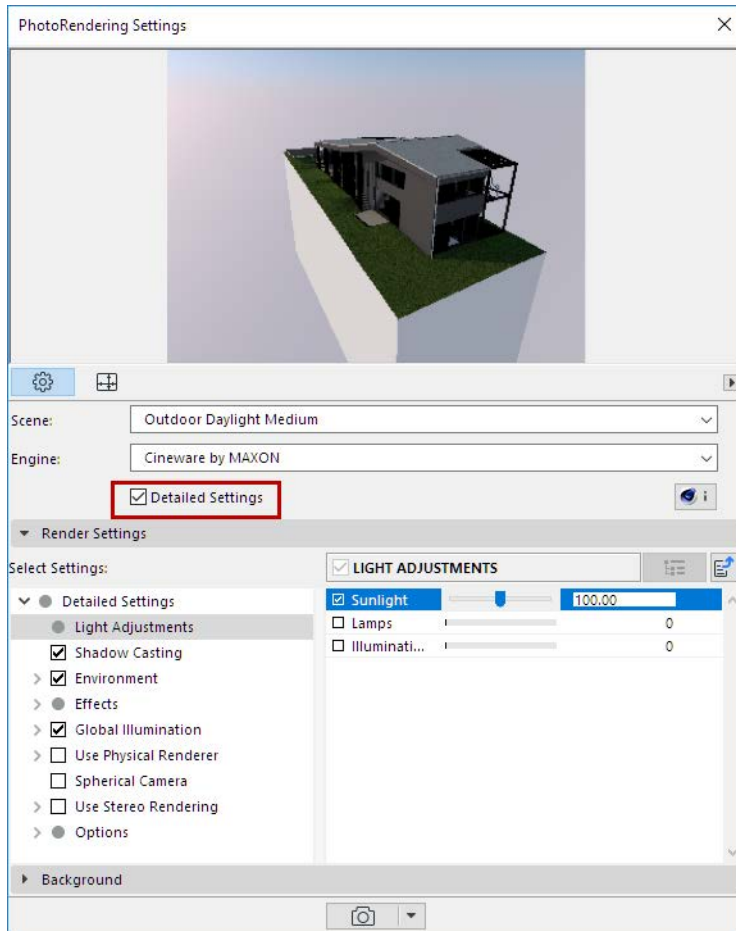 PhotoRendering Settings
Scene:
Outdoor Daylight Medium
Engine:
Cineware by MAXON
Detailed Settings
i
Render Settings
Select Settings:
LIGHT ADJUSTMENTS
Detailed Settings
Light Adjustments
Shadow Casting
Environment
Effects
Global Illumination
Use Physical Renderer
Spherical Camera
Use Stereo Rendering
Options
Sunlight 100.00
Lamps 0
Illuminati... 0
Background